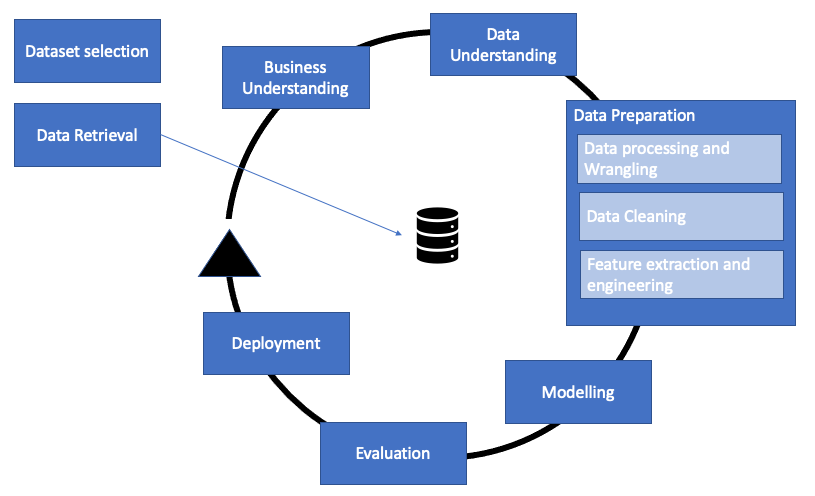 Dataset selection
Data Retrieval
Business
Understanding
Data
Understanding
Data Preparation
Data processing and
Wrangling
Data Cleaning
Feature extraction and
engineering
Modelling
Evaluation
Deployment